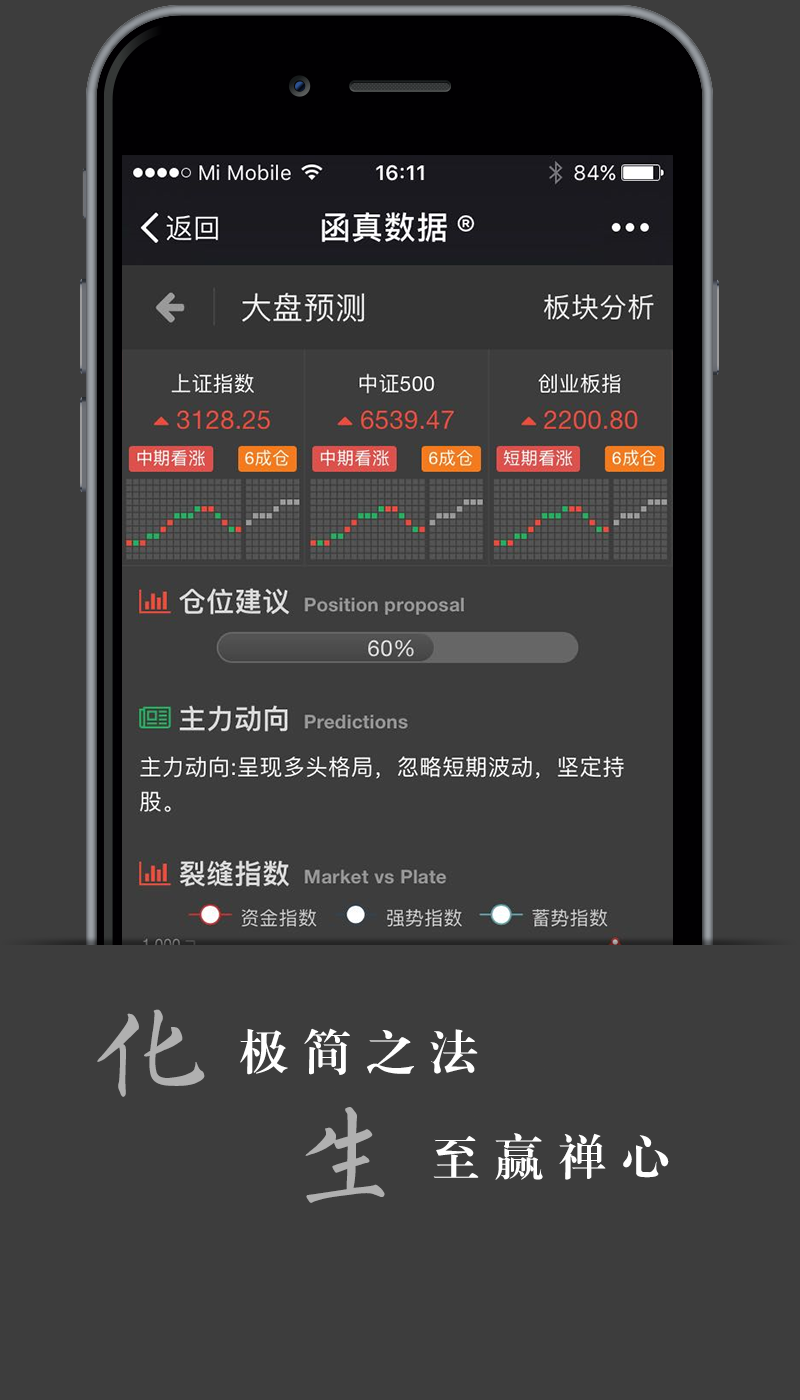 Mi Mobile 16:11 84%
返回 函真数据 ®
大盘预测 板块分析
上证指数 中证500 创业板指
3128.25 6539.47 2200.80
中期看涨 6成仓 中期看涨 6成仓 短期看涨 6成仓
仓位建议 Position proposal
60%
主力动向 Predictions
主力动向:呈现多头格局，忽略短期波动，坚定持
股。
裂缝指数 Market vs Plate
资金指数 强势指数 蓄势指数
1,000
化 极简之法
生 至赢禅心